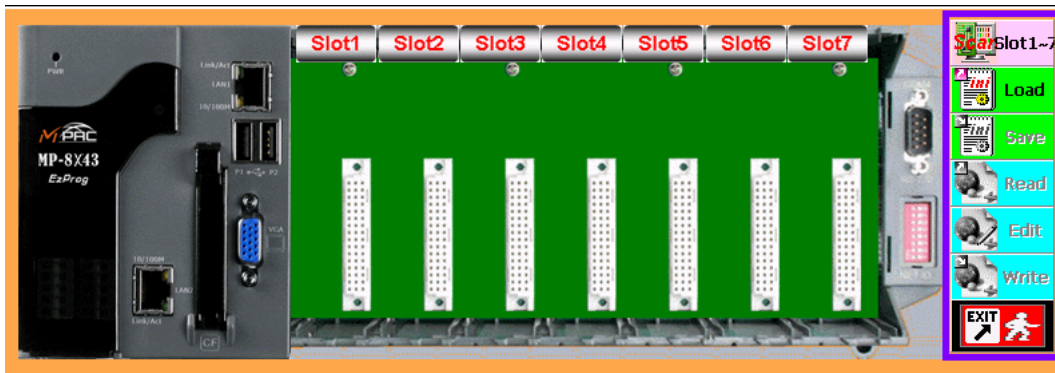 PWR
Link/Act
LAN1
10/100M
M-PAC
MP-8X43
EzProg
P1
P2
VGA
10/100M
LAN2
Link/Act
CF
Slot1
Slot2
Slot3
Slot4
Slot5
Slot6
Slot7
Scan
Slot1~7
ini
Load
ini
Save
Read
Edit
Write
EXIT